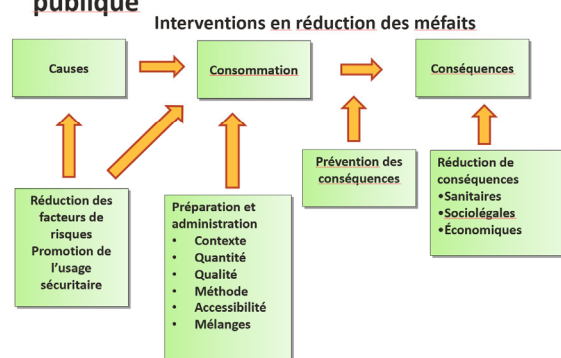 publique
Interventions en réduction des méfaits
Causes
Consommation
Conséquences
Réduction des
facteurs de
risques
Promotion de
l'usage
sécuritaire
Préparation et
administration
• Contexte
• Quantité
• Qualité
• Méthode
• Accessibilité
• Mélanges
Prévention des
conséquences
Réduction de
conséquences
•Sanitaires
•Sociolégales
•Économiques